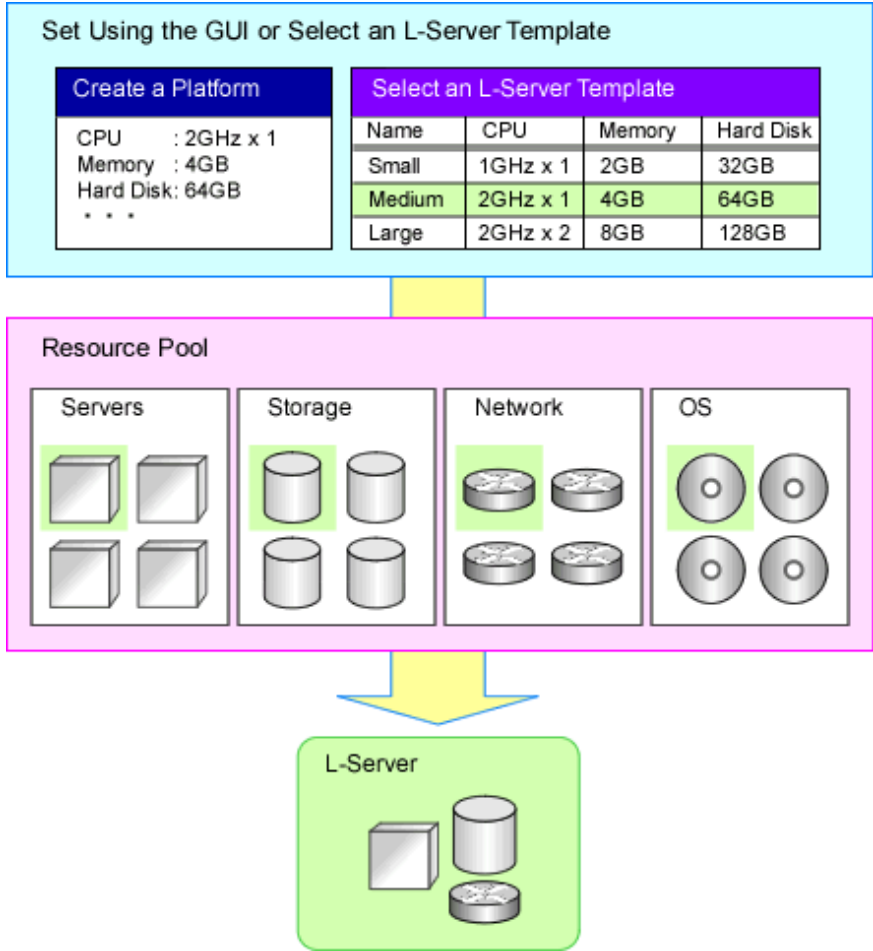 Set Using the GUI or Select an L-Server Template
Create a Platform
CPU : 2GHz x 1
Memory : 4GB
Hard Disk: 64GB
・・・
Select an L-Server Template
Name CPU Memory Hard Disk
Small 1GHz x 1 2GB 32GB
Medium 2GHz x 1 4GB 64GB
Large 2GHz x 2 8GB 128GB
Resource Pool
Servers Storage Network OS
L-Server